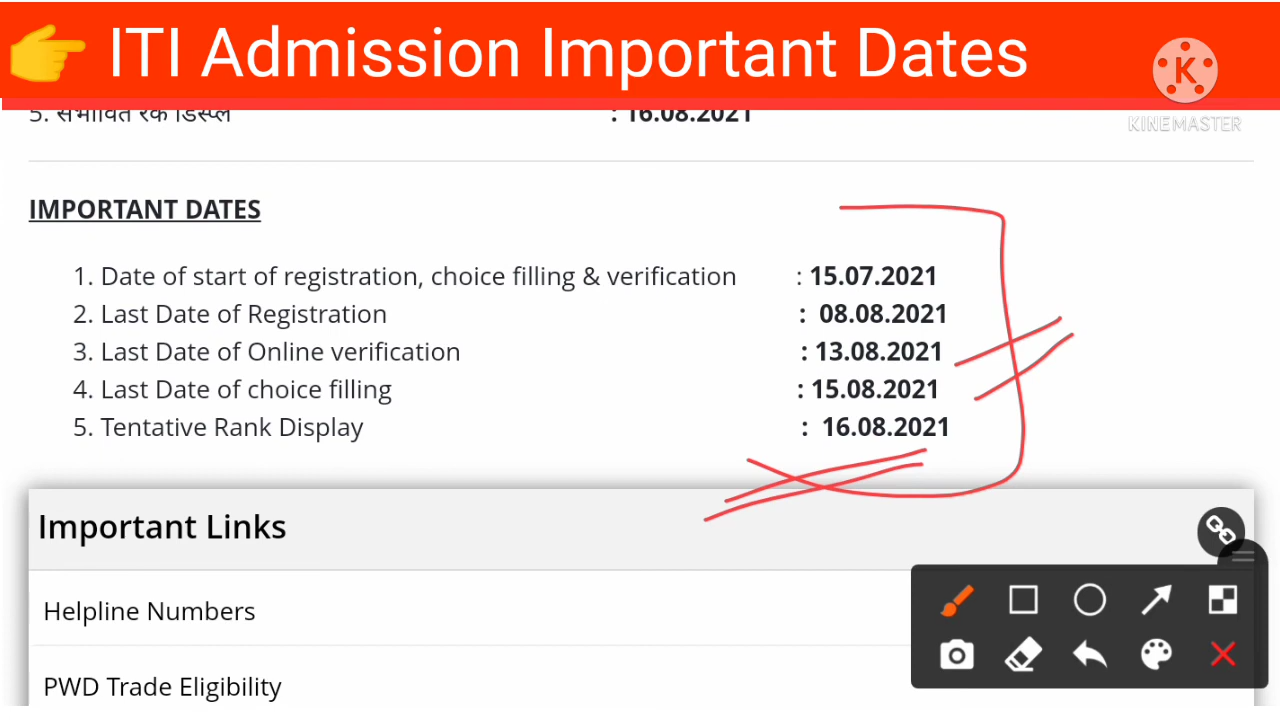 👉 ITI Admission Important Dates
K
KINEMASTER
5. संभावित रैंक डिस्प्ले : 16.08.2021
IMPORTANT DATES
1. Date of start of registration, choice filling & verification : 15.07.2021
2. Last Date of Registration : 08.08.2021
3. Last Date of Online verification : 13.08.2021
4. Last Date of choice filling : 15.08.2021
5. Tentative Rank Display : 16.08.2021
Important Links
Helpline Numbers
PWD Trade Eligibility